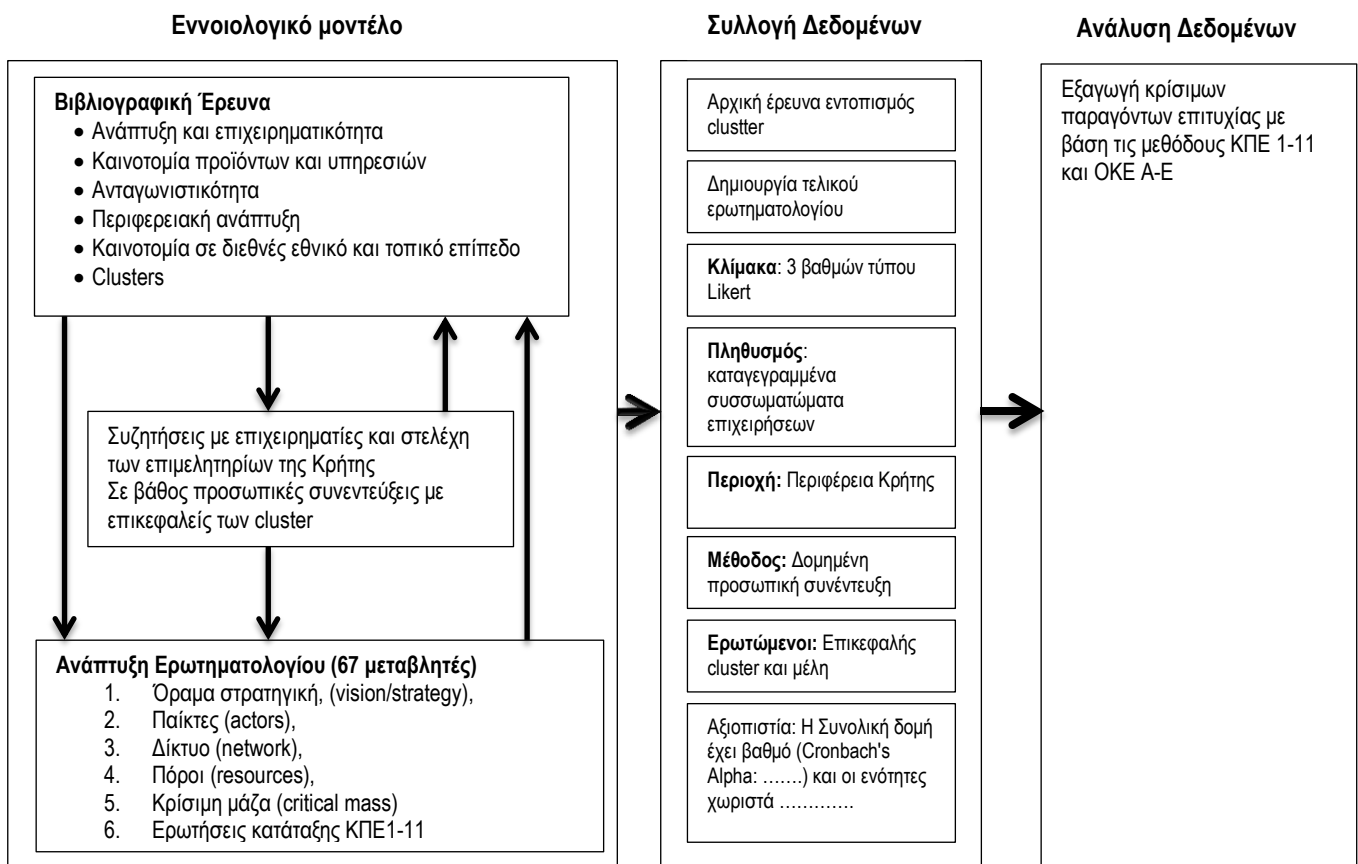 Εννοιολογικό μοντέλο
Βιβλιογραφική Έρευνα
• Ανάπτυξη και επιχειρηματικότητα
• Καινοτομία προϊόντων και υπηρεσιών
• Ανταγωνιστικότητα
• Περιφερειακή ανάπτυξη
• Καινοτομία σε διεθνές εθνικό και τοπικό επίπεδο
• Clusters
Συζητήσεις με επιχειρηματίες και στελέχη
των επιμελητηρίων της Κρήτης
Σε βάθος προσωπικές συνεντεύξεις με
επικεφαλείς των cluster
Ανάπτυξη Ερωτηματολογίου (67 μεταβλητές)
1. Όραμα στρατηγική, (vision/strategy),
2. Παίκτες (actors),
3. Δίκτυο (network),
4. Πόροι (resources),
5. Κρίσιμη μάζα (critical mass)
6. Ερωτήσεις κατάταξης ΚΠΕ1-11
Συλλογή Δεδομένων
Αρχική έρευνα εντοπισμός
clustter
Δημιουργία τελικού
ερωτηματολογίου
Κλίμακα: 3 βαθμών τύπου
Likert
Πληθυσμός:
καταγεγραμμένα
συσσωματώματα
επιχειρήσεων
Περιοχή: Περιφέρεια Κρήτης
Μέθοδος: Δομημένη
προσωπική συνέντευξη
Ερωτώμενοι: Επικεφαλής
cluster και μέλη
Αξιοπιστία: Η Συνολική δομή
έχει βαθμό (Cronbach's
Alpha: .......) και οι ενότητες
χωριστά .............
Ανάλυση Δεδομένων
Εξαγωγή κρίσιμων
παραγόντων επιτυχίας με
βάση τις μεθόδους ΚΠΕ 1-11
και ΟΚΕ Α-Ε